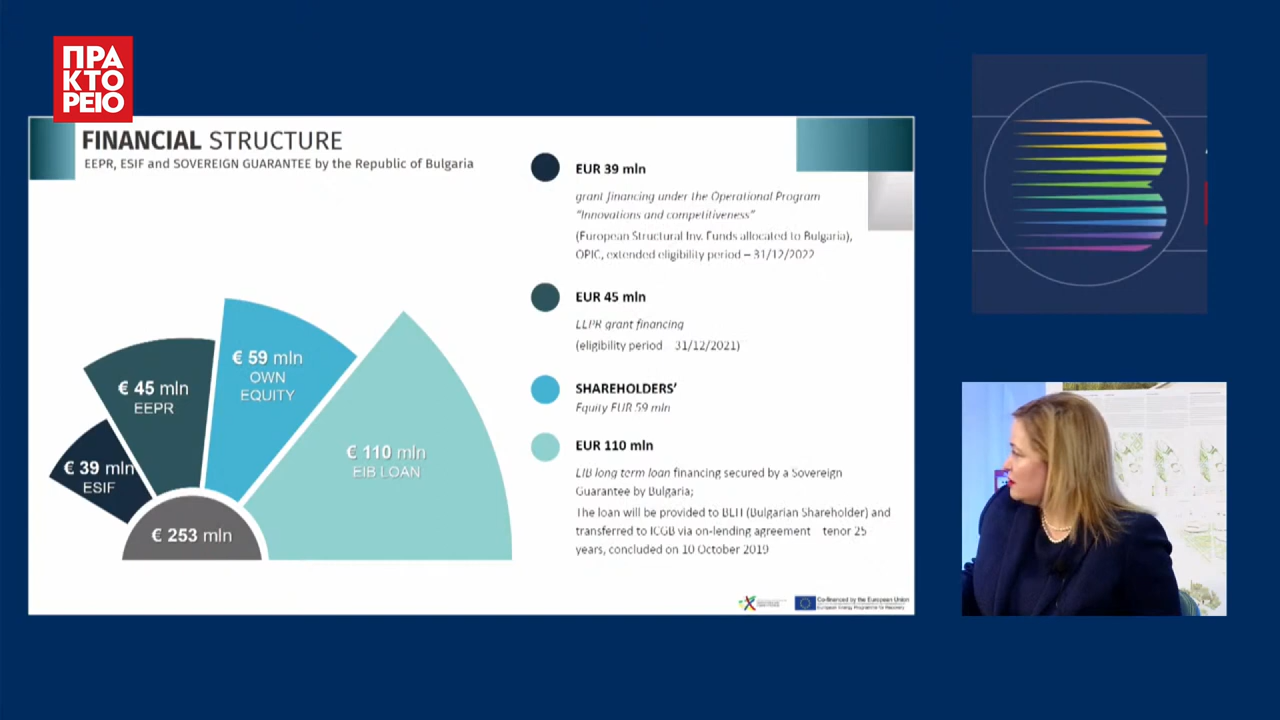 ΠΡΑ
ΚΤΟ
ΡΕΙΟ
FINANCIAL STRUCTURE
EEPR, ESIF and SOVEREIGN GUARANTEE by the Republic of Bulgaria
€ 39 mln
ESIF
€ 45 mln
EEPR
€ 59 mln
OWN
EQUITY
€ 110 mln
EIB LOAN
€ 253 mln
EUR 39 mln
grant financing under the Operational Program
"Innovations and competitiveness"
(European Structural Inv. Funds allocated to Bulgaria),
OPIC, extended eligibility period – 31/12/2022
EUR 45 mln
EEPR grant financing
(eligibility period 31/12/2021)
SHAREHOLDERS'
Equity EUR 59 mln
EUR 110 mln
EIB long term loan financing secured by a Sovereign
Guarantee by Bulgaria;
The loan will be provided to BEH (Bulgarian Shareholder) and
transferred to ICGB via on-lending agreement tenor 25
years, concluded on 10 October 2019
Co-financed by the European Union
European Energy Programme for Recovery